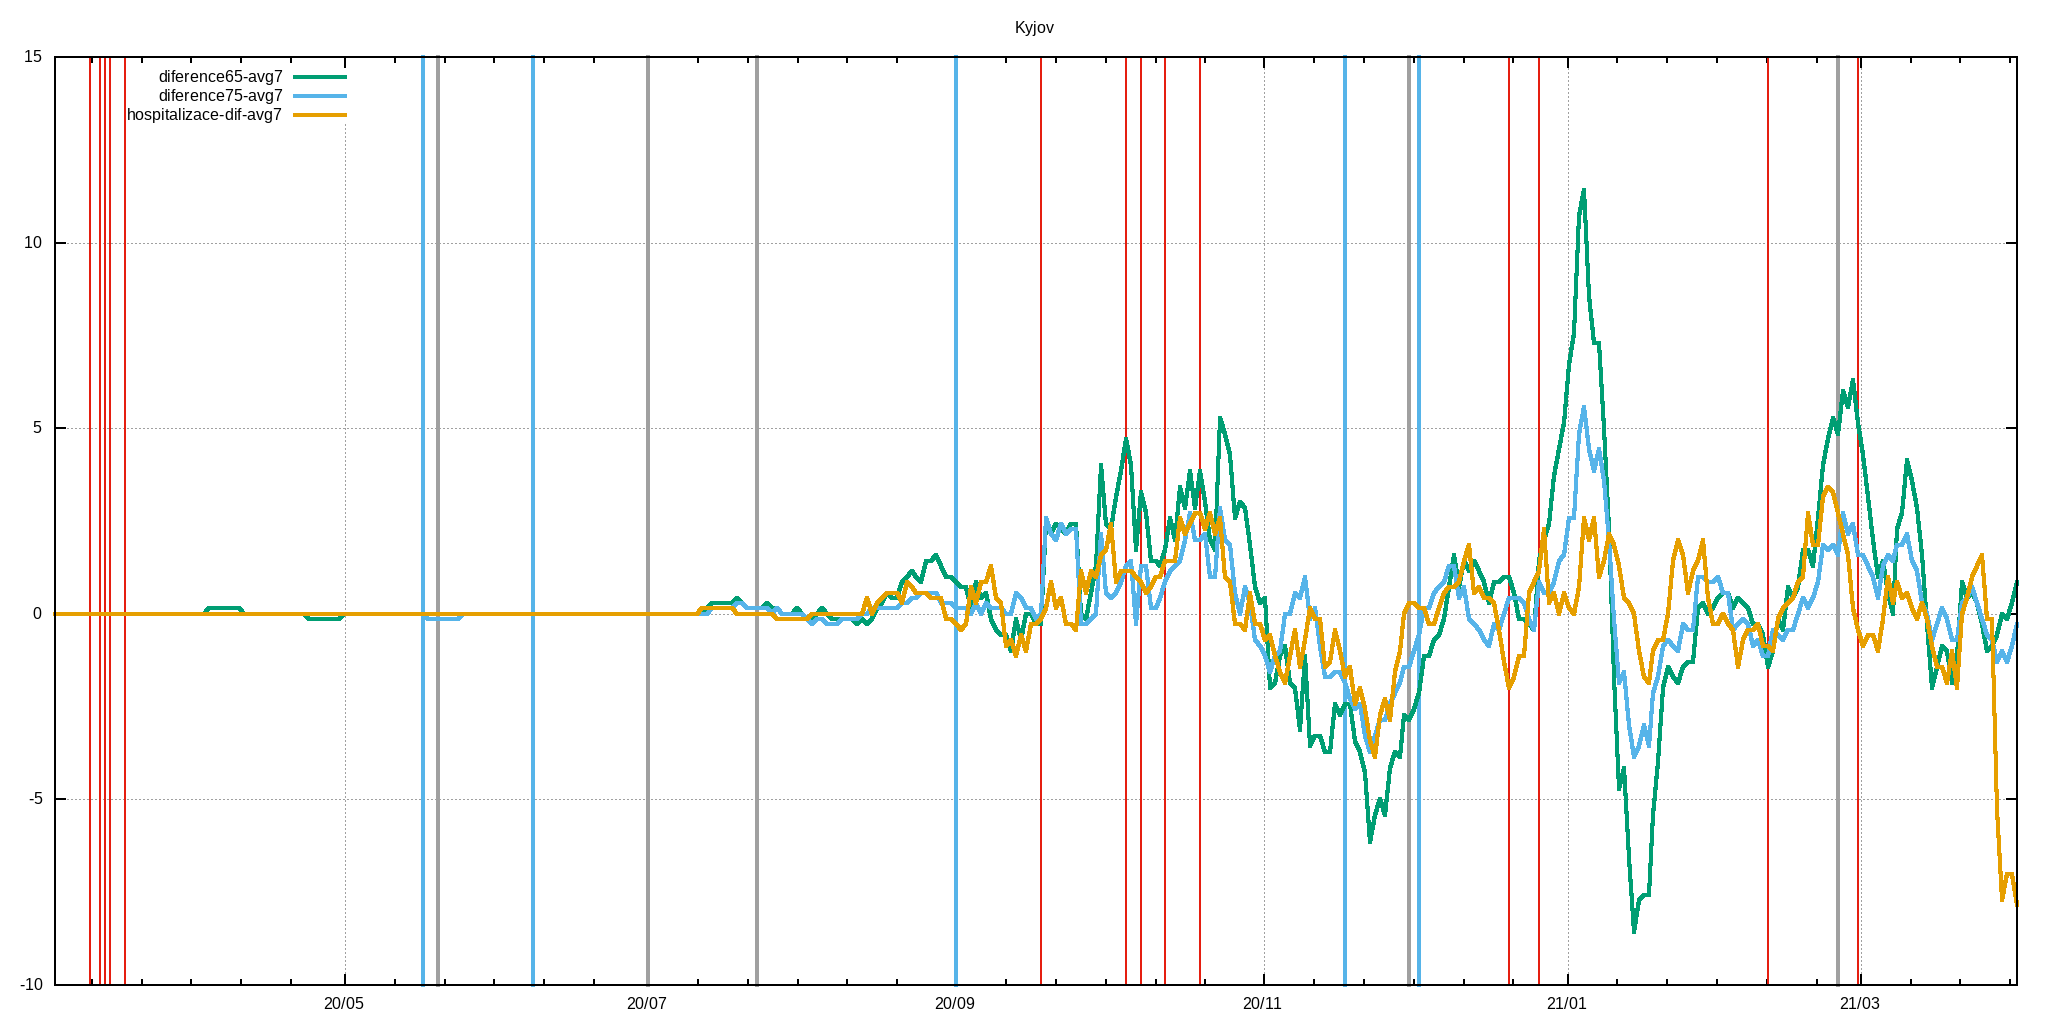 Kyjov
15
diference65-avg7
diference75-avg7
hospitalizace-dif-avg7
10
5
0
-5
-10
20/05 20/07 20/09 20/11 21/01 21/03